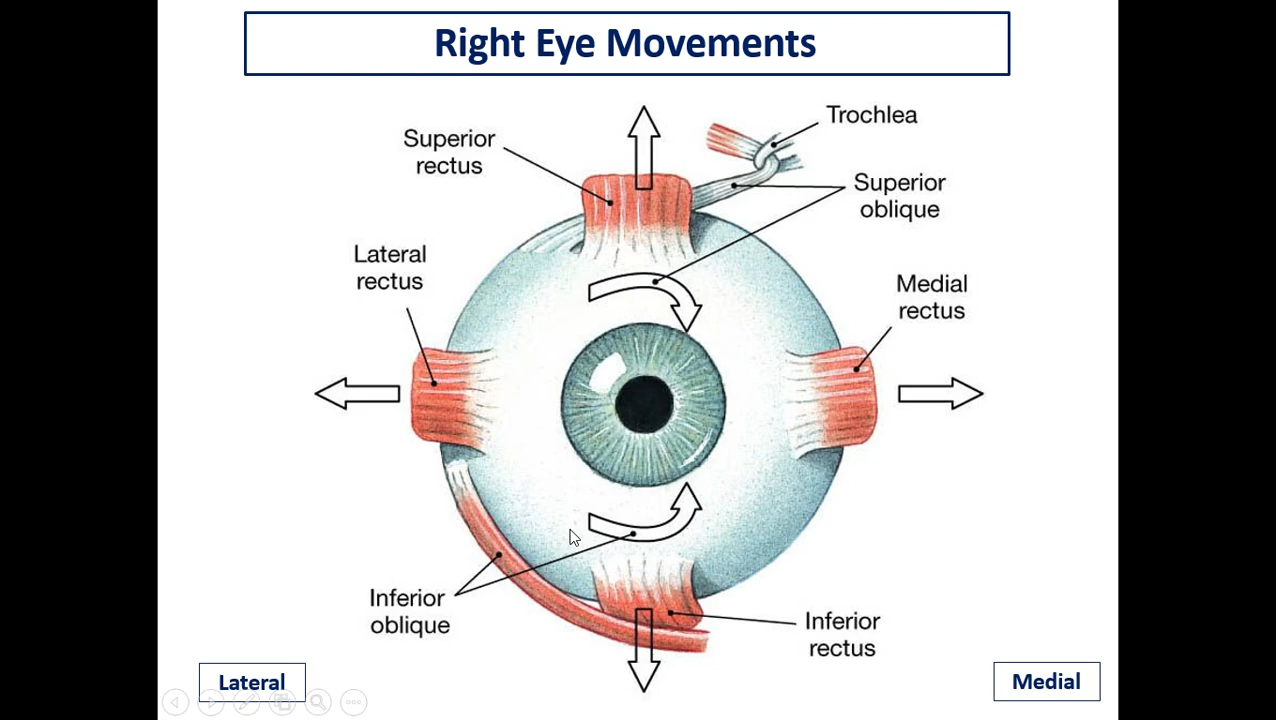 Right Eye Movements
Trochlea
Superior
rectus
Superior
oblique
Lateral
rectus
Medial
rectus
Inferior
oblique
Inferior
rectus
Lateral
Medial